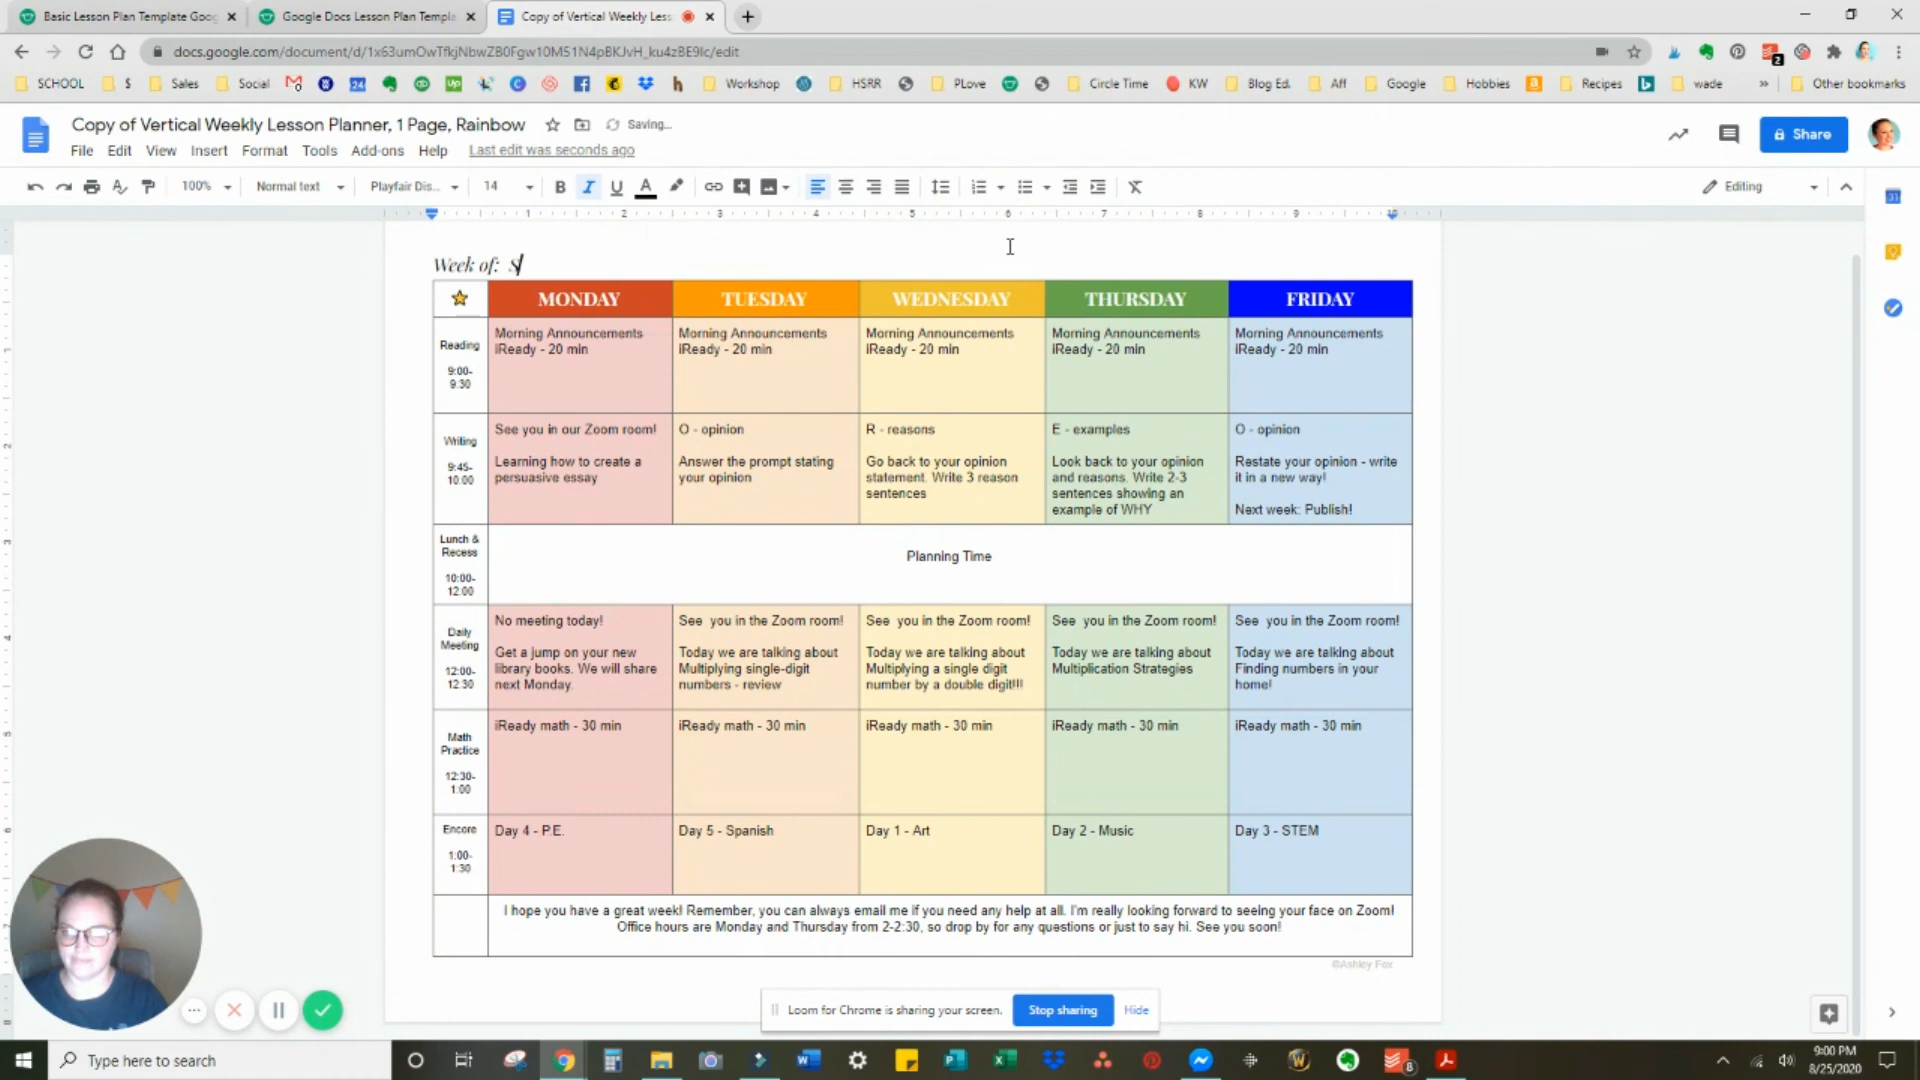 Basic Lesson Plan Template Goo
Google Docs Lesson Plan Templa
Copy of Vertical Weekly Less
docs.google.com/document/d/1x63umOwTfkjNbwZB0Fgw10M51N4pBKJvH_ku4zBE9lc/edit
2
SCHOOL
$
Sales
Social
Workshop
HSRR
PLove
Circle Time
KW
Blog Ed.
Aff
Google
Hobbies
Recipes
wade
»
Other bookmarks
Copy of Vertical Weekly Lesson Planner, 1 Page, Rainbow
Saving...
File Edit View Insert Format Tools Add-ons Help Last edit was seconds ago
Share
100% Normal text Playfair Dis... 14 B I U A
Editing
1 2 3 4 5 6 7 8 9 10
Week of: S
MONDAY TUESDAY WEDNESDAY THURSDAY FRIDAY
Reading
9:00-
9:30
Morning Announcements
iReady - 20 min
Morning Announcements
iReady - 20 min
Morning Announcements
iReady - 20 min
Morning Announcements
iReady - 20 min
Morning Announcements
iReady - 20 min
Writing
9:45-
10:00
See you in our Zoom room!
Learning how to create a
persuasive essay
O - opinion
Answer the prompt stating
your opinion
R - reasons
Go back to your opinion
statement. Write 3 reason
sentences
E - examples
Look back to your opinion
and reasons. Write 2-3
sentences showing an
example of WHY
O - opinion
Restate your opinion - write
it in a new way!
Next week: Publish!
Lunch &
Recess
10:00-
12:00
Planning Time
Daily
Meeting
12:00-
12:30
No meeting today!
Get a jump on your new
library books. We will share
next Monday.
See you in the Zoom room!
Today we are talking about
Multiplying single-digit
numbers - review
See you in the Zoom room!
Today we are talking about
Multiplying a single digit
number by a double digit!!!
See you in the Zoom room!
Today we are talking about
Multiplication Strategies
See you in the Zoom room!
Today we are talking about
Finding numbers in your
home!
Math
Practice
12:30-
1:00
iReady math - 30 min
iReady math - 30 min
iReady math - 30 min
iReady math - 30 min
iReady math - 30 min
Encore
1:00-
1:30
Day 4 - P.E.
Day 5 - Spanish
Day 1 - Art
Day 2 - Music
Day 3 - STEM
I hope you have a great week! Remember, you can always email me if you need any help at all. I'm really looking forward to seeing your face on Zoom!
Office hours are Monday and Thursday from 2-2:30, so drop by for any questions or just to say hi. See you soon!
©Ashley Fox
Loom for Chrome is sharing your screen. Stop sharing Hide
Type here to search
8
9:00 PM
8/25/2020